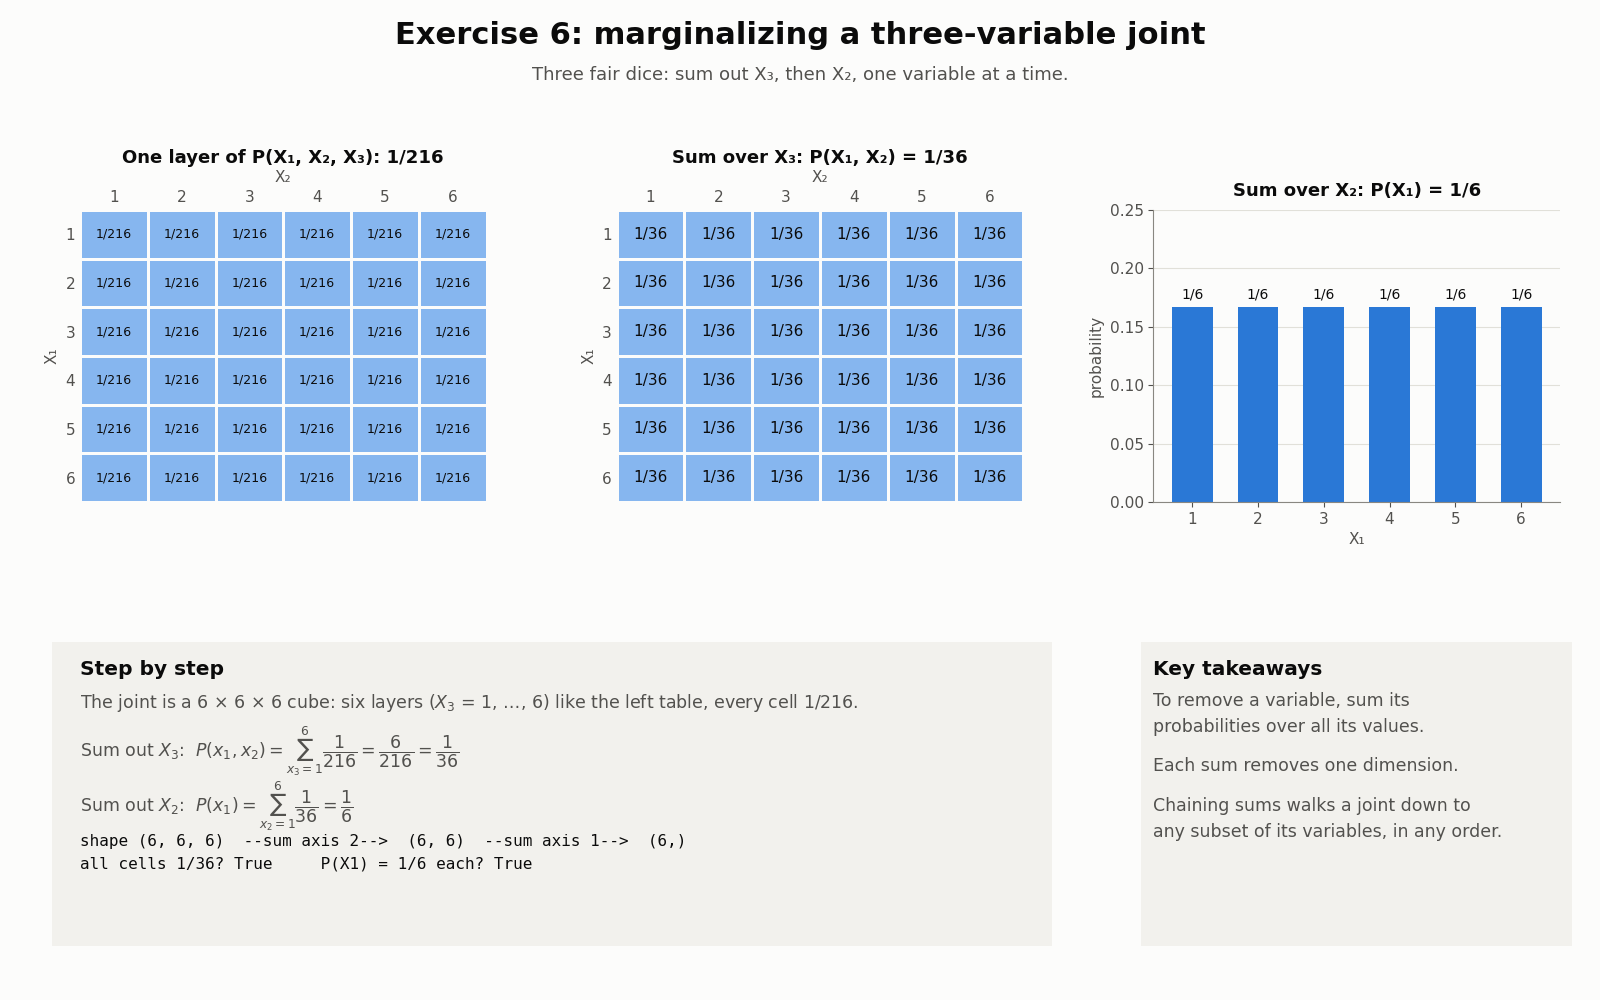 Exercise 6: marginalizing a three-variable joint
Three fair dice: sum out X₃, then X₂, one variable at a time.
One layer of P(X₁, X₂, X₃): 1/216
X₂
1 2 3 4 5 6
1 1/216 1/216 1/216 1/216 1/216 1/216
2 1/216 1/216 1/216 1/216 1/216 1/216
3 1/216 1/216 1/216 1/216 1/216 1/216
X₁
4 1/216 1/216 1/216 1/216 1/216 1/216
5 1/216 1/216 1/216 1/216 1/216 1/216
6 1/216 1/216 1/216 1/216 1/216 1/216
Sum over X₃: P(X₁, X₂) = 1/36
X₂
1 2 3 4 5 6
1 1/36 1/36 1/36 1/36 1/36 1/36
2 1/36 1/36 1/36 1/36 1/36 1/36
3 1/36 1/36 1/36 1/36 1/36 1/36
X₁
4 1/36 1/36 1/36 1/36 1/36 1/36
5 1/36 1/36 1/36 1/36 1/36 1/36
6 1/36 1/36 1/36 1/36 1/36 1/36
Sum over X₂: P(X₁) = 1/6
0.25
0.20
1/6 1/6 1/6 1/6 1/6 1/6
0.15
probability
0.10
0.05
0.00
1 2 3 4 5 6
X₁
Step by step
The joint is a 6 × 6 × 6 cube: six layers (X₃ = 1, …, 6) like the left table, every cell 1/216.
Sum out X₃: P(x₁, x₂) = ∑_{x₃=1}^{6} 1/216 = 6/216 = 1/36
Sum out X₂: P(x₁) = ∑_{x₂=1}^{6} 1/36 = 1/6
shape (6, 6, 6)  --sum axis 2-->  (6, 6)  --sum axis 1-->  (6,)
all cells 1/36? True     P(X1) = 1/6 each? True
Key takeaways
To remove a variable, sum its
probabilities over all its values.
Each sum removes one dimension.
Chaining sums walks a joint down to
any subset of its variables, in any order.